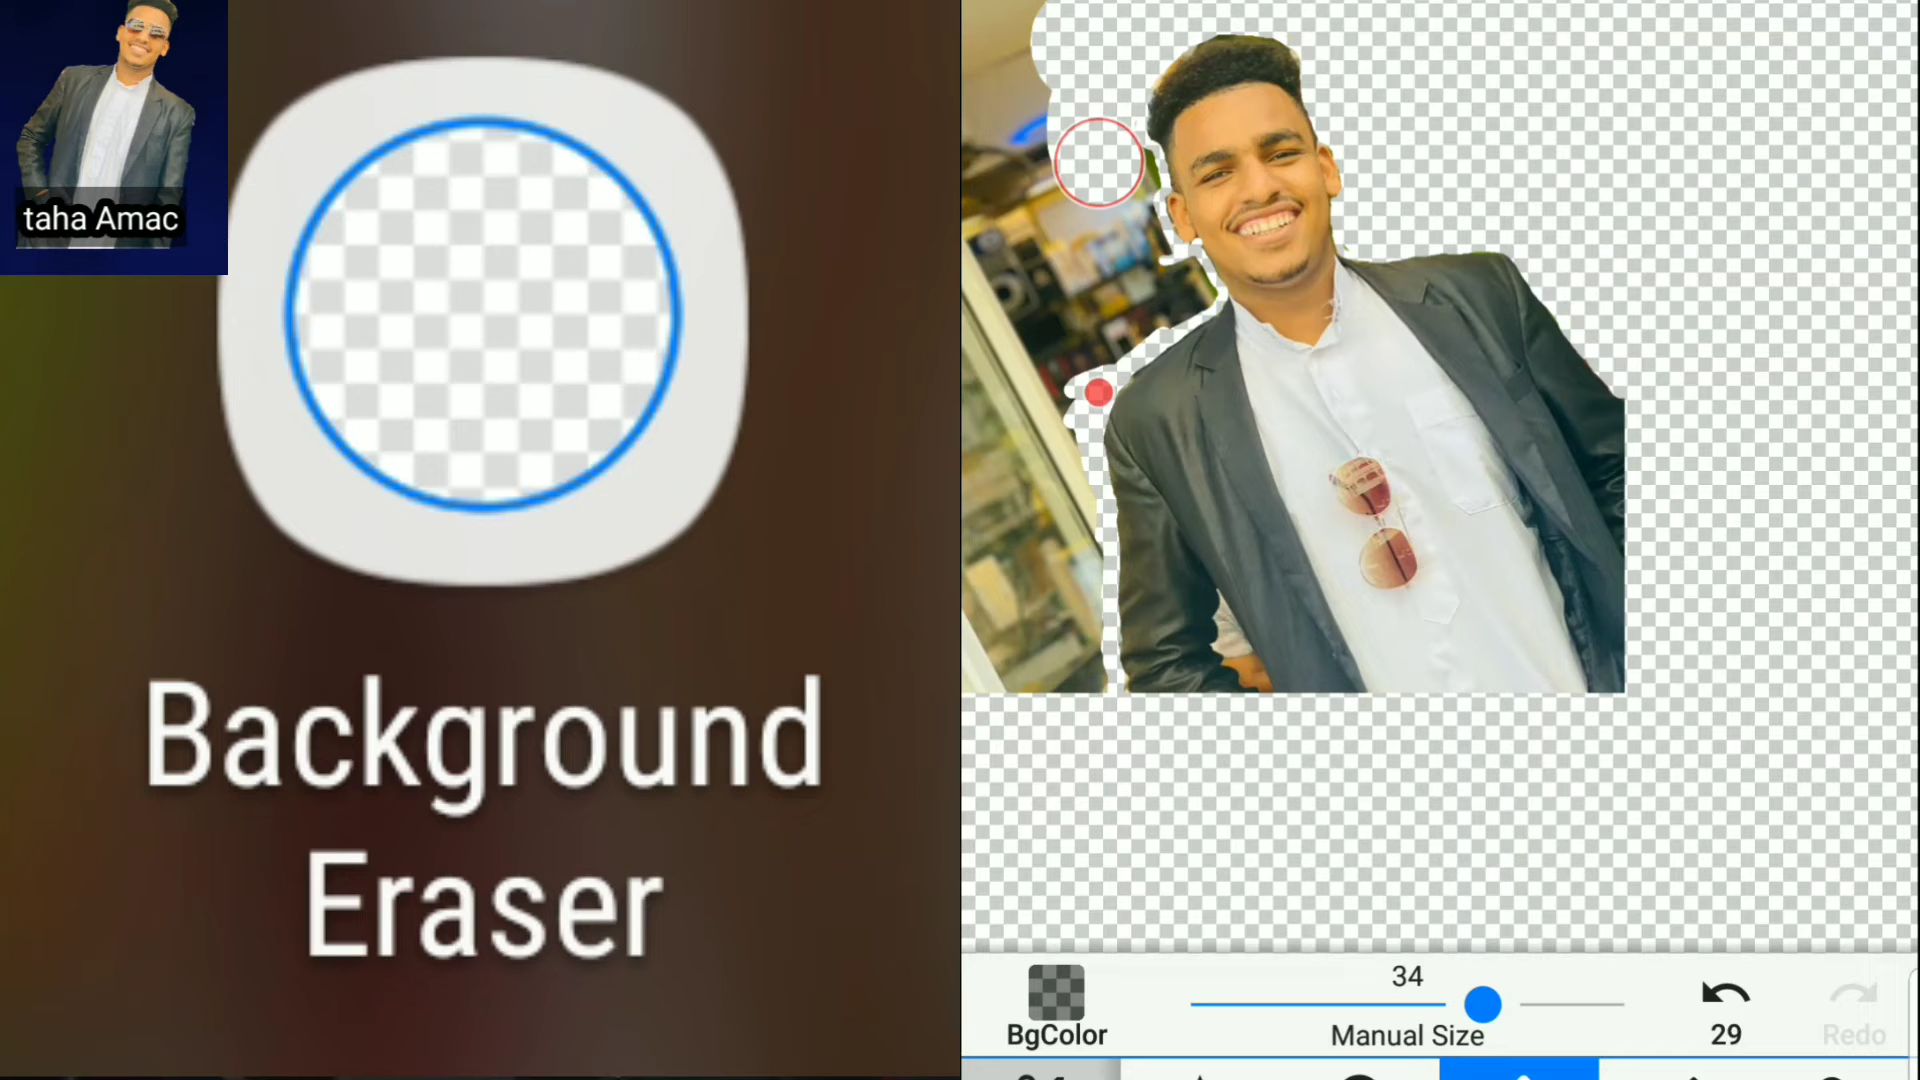 taha Amac
Background
Eraser
34
BgColor
Manual Size
29
Redo